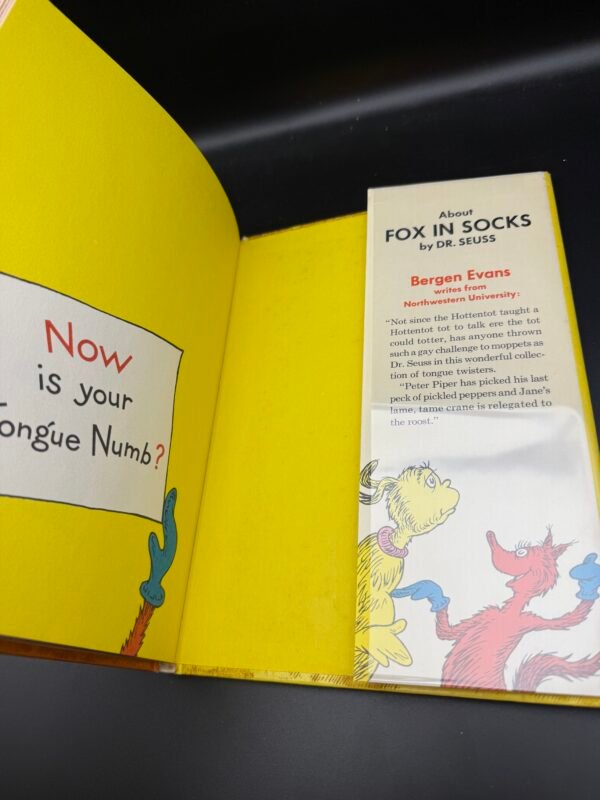 Now
is your
Tongue Numb?
About
FOX IN SOCKS
by DR. SEUSS
Bergen Evans
writes from
Northwestern University:
"Not since the Hottentot taught a
Hottentot tot to talk ere the tot
could totter, has anyone thrown
such a gay challenge to moppets as
Dr. Seuss in this wonderful collec-
tion of tongue twisters.
"Peter Piper has picked his last
peck of pickled peppers and Jane's
lame, tame crane is relegated to
the roost."